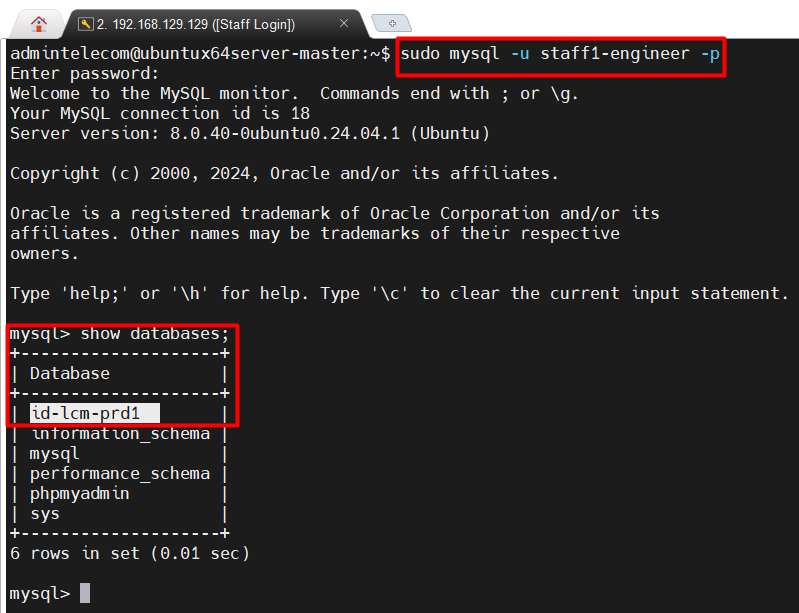 2. 192.168.129.129 ([Staff Login])
admintelecom@ubuntux64server-master:~$ sudo mysql -u staff1-engineer -p
Enter password:
Welcome to the MySQL monitor.  Commands end with ; or \g.
Your MySQL connection id is 18
Server version: 8.0.40-0ubuntu0.24.04.1 (Ubuntu)
Copyright (c) 2000, 2024, Oracle and/or its affiliates.
Oracle is a registered trademark of Oracle Corporation and/or its
affiliates. Other names may be trademarks of their respective
owners.
Type 'help;' or '\h' for help. Type '\c' to clear the current input statement.
mysql> show databases;
+--------------------+
| Database           |
+--------------------+
| id-lcm-prd1        |
| information_schema |
| mysql              |
| performance_schema |
| phpmyadmin         |
| sys                |
+--------------------+
6 rows in set (0.01 sec)
mysql>